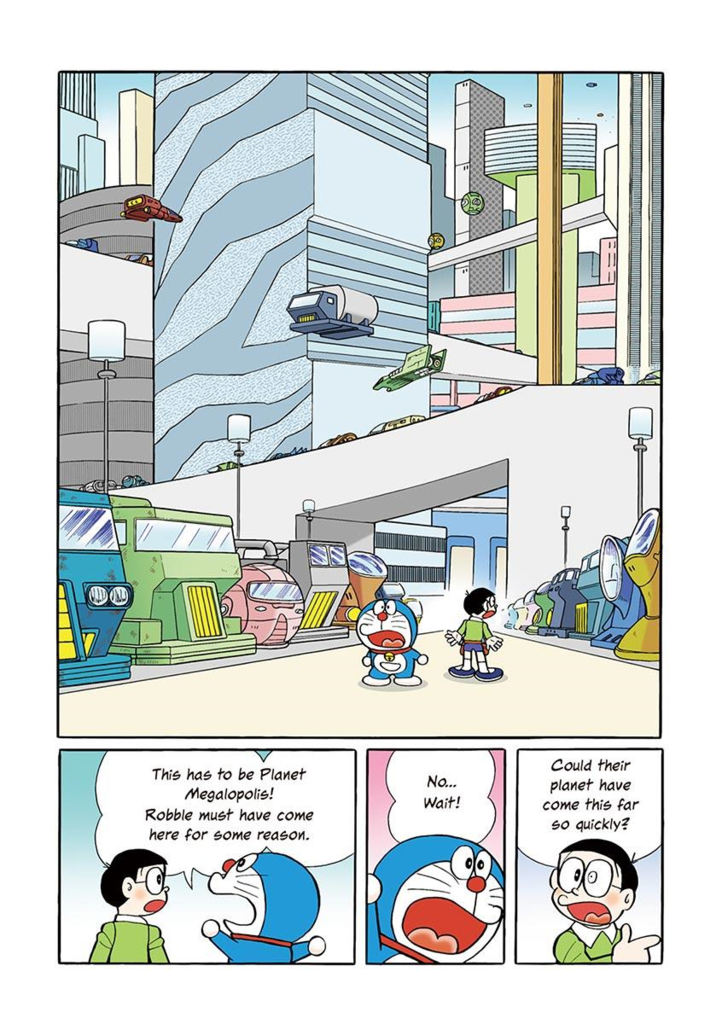 This has to be Planet
Megalopolis!
Robble must have come
here for some reason.
No...
Wait!
Could their
planet have
come this far
so quickly?